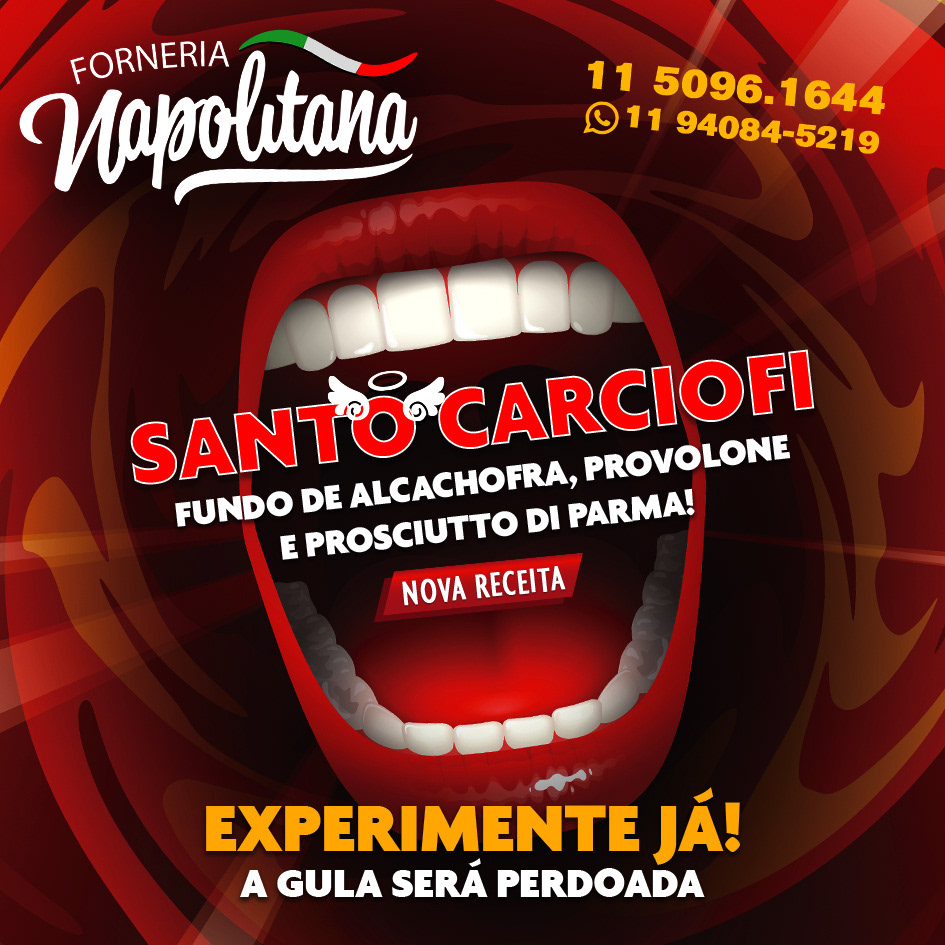 FORNERIA
Napolitana
11 5096.1644
11 94084-5219
SANTO CARCIOFI
FUNDO DE ALCACHOFRA, PROVOLONE
E PROSCIUTTO DI PARMA!
NOVA RECEITA
EXPERIMENTE JÁ!
A GULA SERÁ PERDOADA